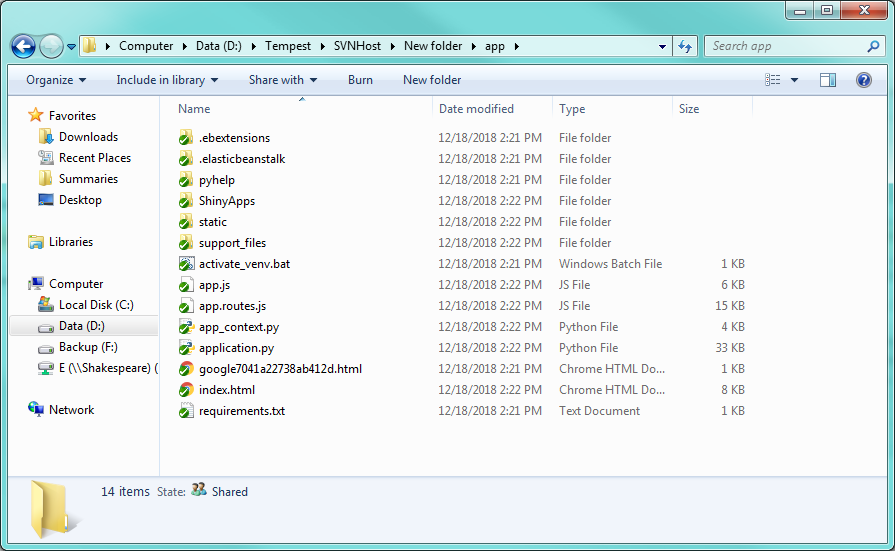 Computer Data (D:) Tempest SVNHost New folder app Search app
Organize Include in library Share with Burn New folder
Favorites
Downloads
Recent Places
Summaries
Desktop
Libraries
Computer
Local Disk (C:)
Data (D:)
Backup (F:)
E (\\Shakespeare) (
Network
Name Date modified Type Size
.ebextensions 12/18/2018 2:21 PM File folder
.elasticbeanstalk 12/18/2018 2:21 PM File folder
pyhelp 12/18/2018 2:21 PM File folder
ShinyApps 12/18/2018 2:22 PM File folder
static 12/18/2018 2:22 PM File folder
support_files 12/18/2018 2:22 PM File folder
activate_venv.bat 12/18/2018 2:21 PM Windows Batch File 1 KB
app.js 12/18/2018 2:22 PM JS File 6 KB
app.routes.js 12/18/2018 2:22 PM JS File 15 KB
app_context.py 12/18/2018 2:21 PM Python File 4 KB
application.py 12/18/2018 2:21 PM Python File 33 KB
google7041a22738ab412d.html 12/18/2018 2:21 PM Chrome HTML Do... 1 KB
index.html 12/18/2018 2:22 PM Chrome HTML Do... 8 KB
requirements.txt 12/18/2018 2:21 PM Text Document 1 KB
14 items State: Shared